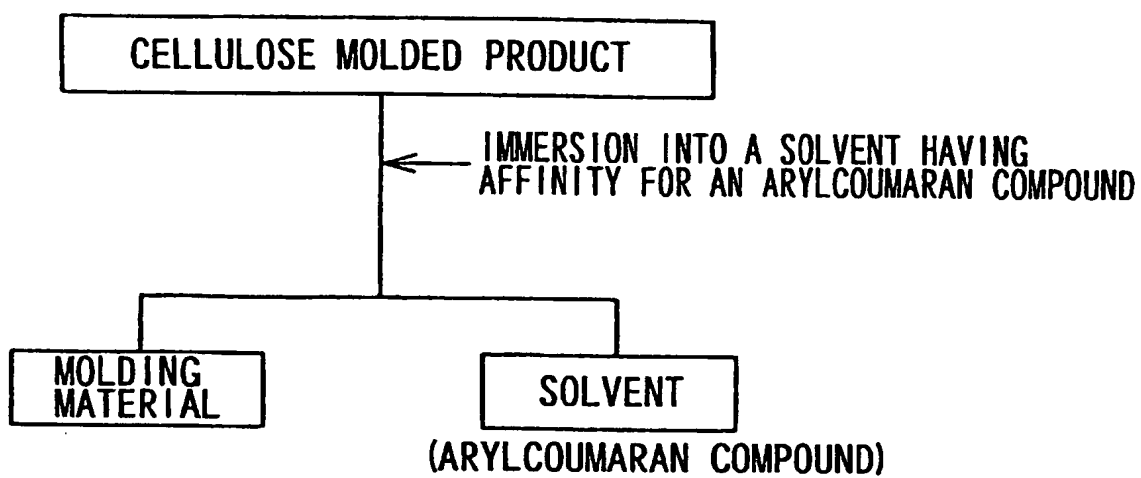 CELLULOSE MOLDED PRODUCT
IMMERSION INTO A SOLVENT HAVING
AFFINITY FOR AN ARYLCOUMARAN COMPOUND
MOLDING
MATERIAL
SOLVENT
(ARYLCOUMARAN COMPOUND)